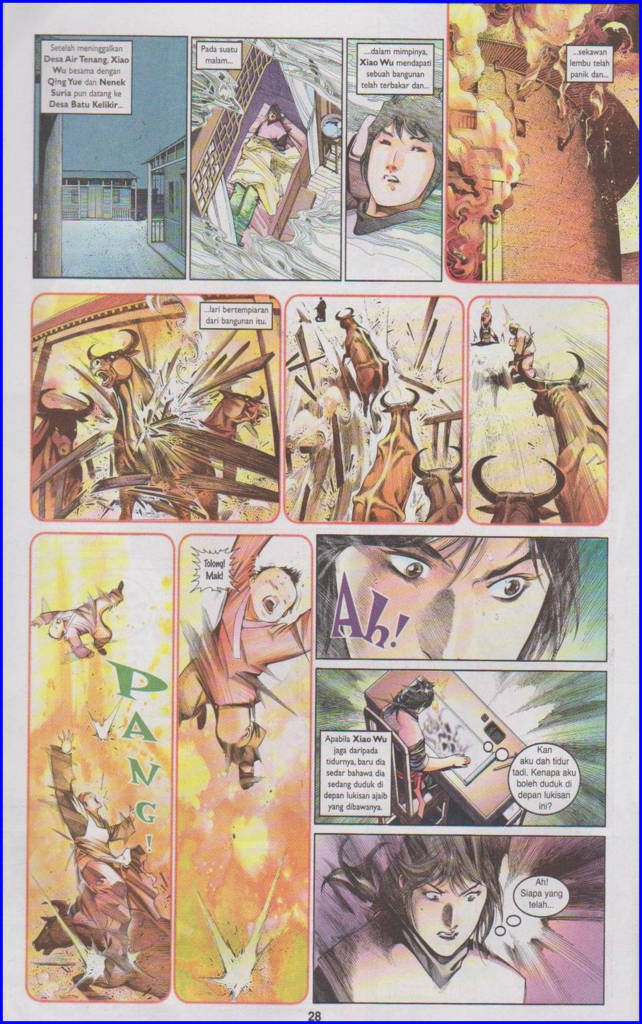 Setelah meninggalkan
Desa Air Tenang, Xiao
Wu besama dengan
Qing Yue dan Nenek
Suria pun datang ke
Desa Batu Kelikir...
Pada suatu
malam...
...dalam mimpinya,
Xiao Wu mendapati
sebuah bangunan
telah terbakar dan...
...sekawan
lembu telah
panik dan...
...lari bertempiaran
dari bangunan itu.
PANG!
Tolong!
Mak!
Ah!
Apabila Xiao Wu
jaga daripada
tidurnya, baru dia
sedar bahawa dia
sedang duduk di
depan lukisan ajaib
yang dibawanya.
Kan
aku dah tidur
tadi. Kenapa aku
boleh duduk di
depan lukisan
ini?
Ah!
Siapa yang
telah...
28